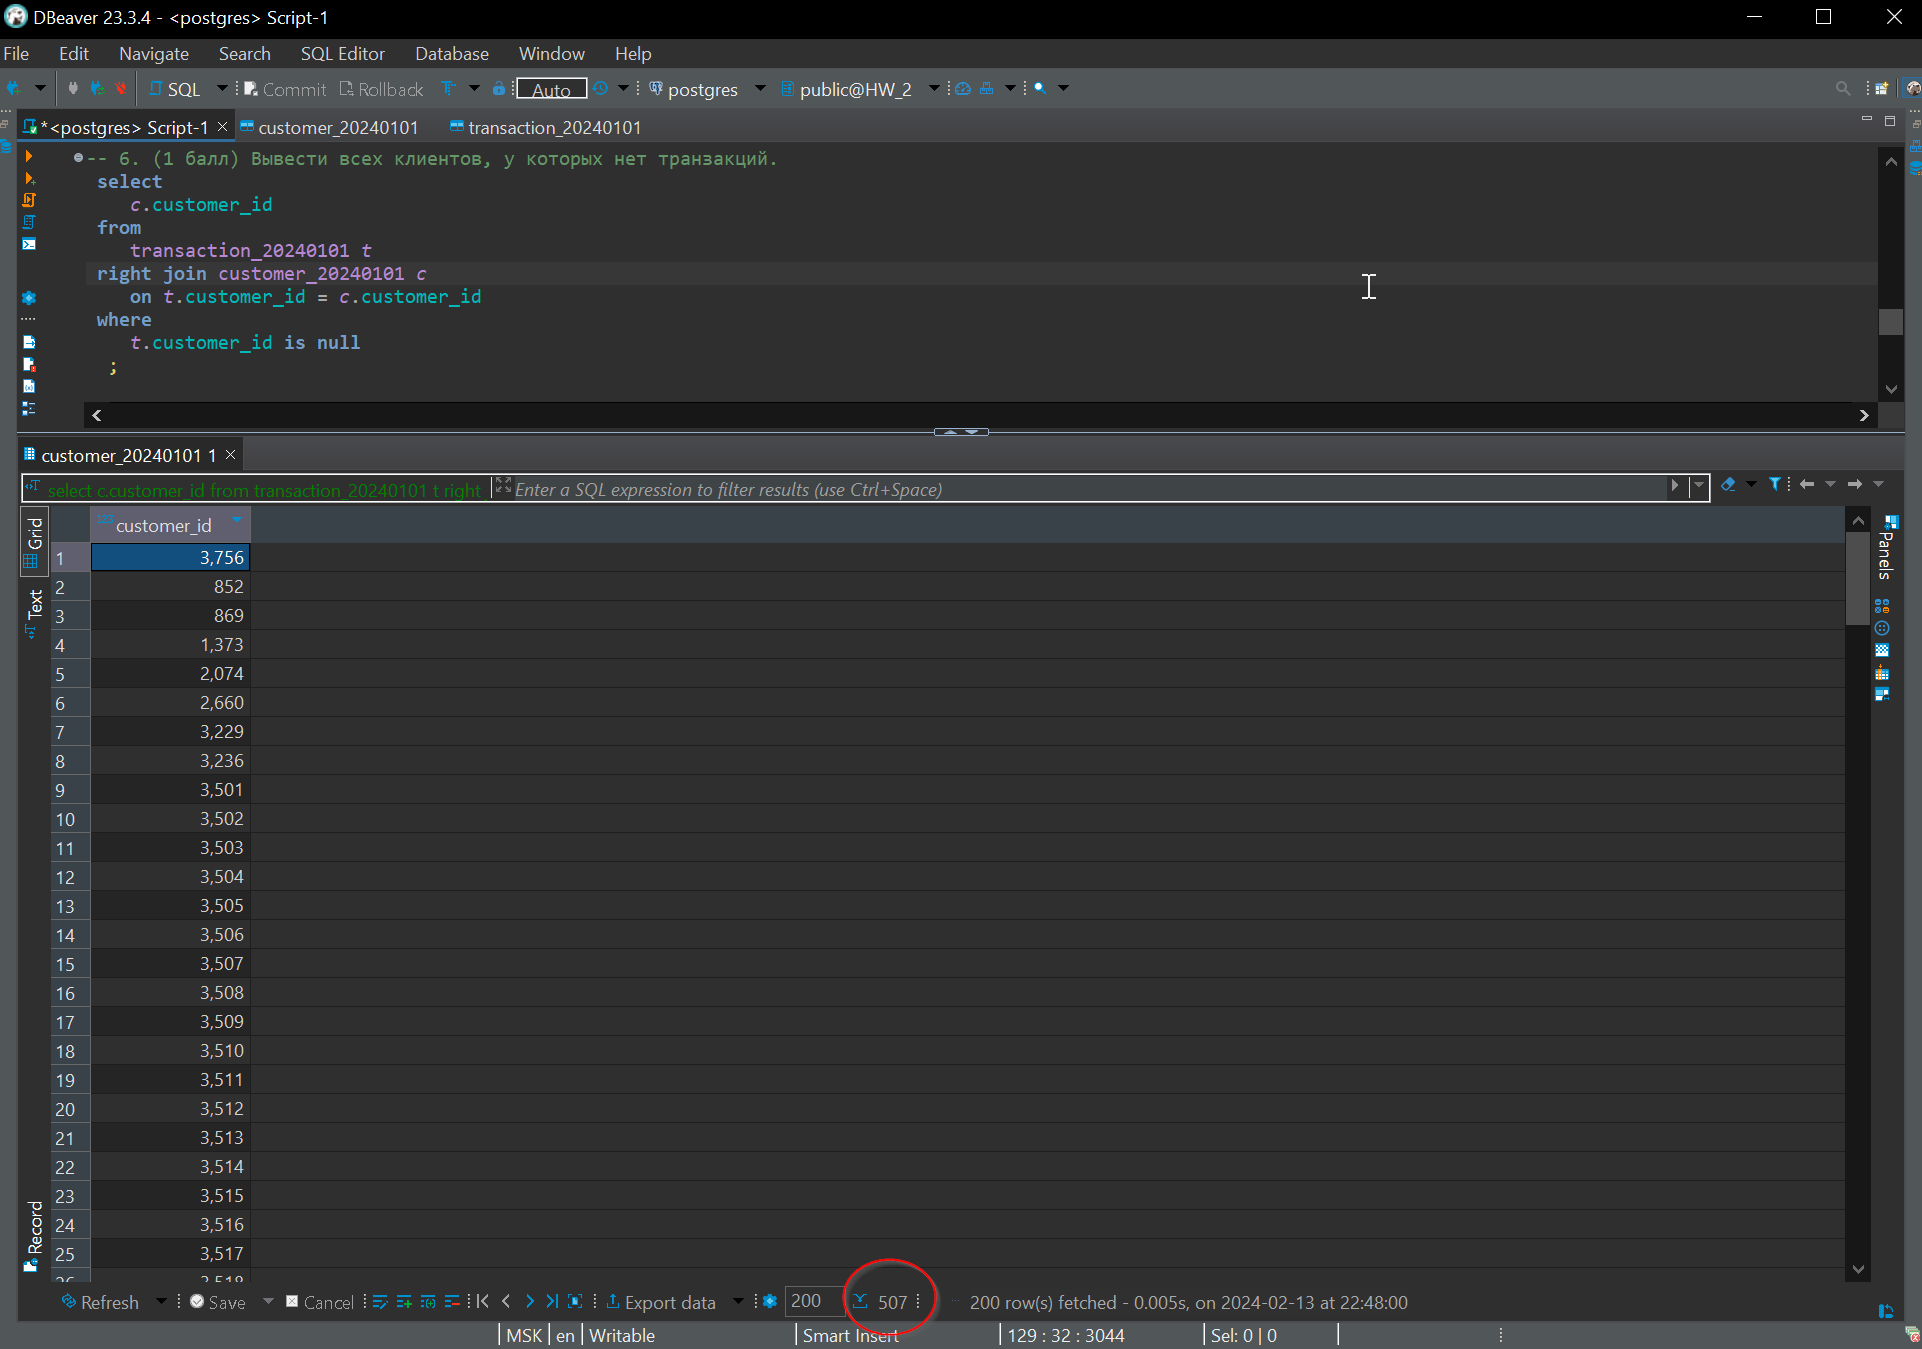 DBeaver 23.3.4 - <postgres> Script-1
File Edit Navigate Search SQL Editor Database Window Help
SQL Commit Rollback Auto postgres public@HW_2
*<postgres> Script-1 customer_20240101 transaction_20240101
-- 6. (1 балл) Вывести всех клиентов, у которых нет транзакций.
select
c.customer_id
from
transaction_20240101 t
right join customer_20240101 c
on t.customer_id = c.customer_id
where
t.customer_id is null
;
customer_20240101 1
select c.customer_id from transaction_20240101 t right Enter a SQL expression to filter results (use Ctrl+Space)
Grid
Text
Record
Panels
123 customer_id
1 3,756
2 852
3 869
4 1,373
5 2,074
6 2,660
7 3,229
8 3,236
9 3,501
10 3,502
11 3,503
12 3,504
13 3,505
14 3,506
15 3,507
16 3,508
17 3,509
18 3,510
19 3,511
20 3,512
21 3,513
22 3,514
23 3,515
24 3,516
25 3,517
26 3,518
Refresh Save Cancel Export data 200 507 200 row(s) fetched - 0.005s, on 2024-02-13 at 22:48:00
MSK en Writable Smart Insert 129 : 32 : 3044 Sel: 0 | 0